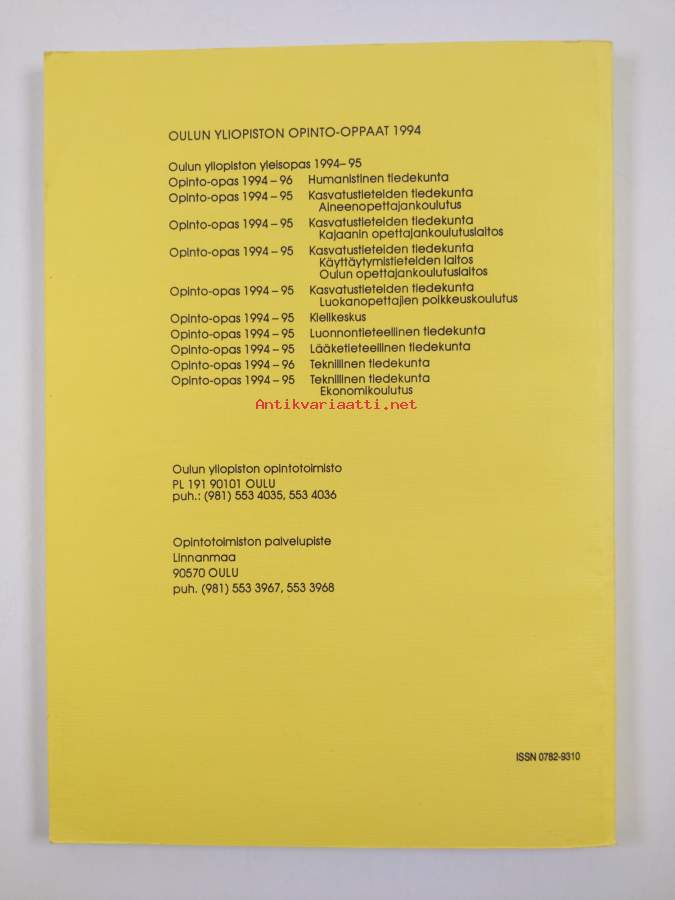 OULUN YLIOPISTON OPINTO-OPPAAT 1994
Oulun yliopiston yleisopas 1994–95
Opinto-opas 1994 – 96 Humanistinen tiedekunta
Opinto-opas 1994 – 95 Kasvatustieteiden tiedekunta
Aineenopettajankoulutus
Opinto-opas 1994 – 95 Kasvatustieteiden tiedekunta
Kajaanin opettajankoulutuslaitos
Opinto-opas 1994 – 95 Kasvatustieteiden tiedekunta
Käyttäytymistieteiden laitos
Oulun opettajankoulutuslaitos
Opinto-opas 1994 – 95 Kasvatustieteiden tiedekunta
Luokanopettajien poikkeuskoulutus
Opinto-opas 1994 – 95 Kielikeskus
Opinto-opas 1994 – 95 Luonnontieteellinen tiedekunta
Opinto-opas 1994 – 95 Lääketieteellinen tiedekunta
Opinto-opas 1994 – 96 Teknillinen tiedekunta
Opinto-opas 1994 – 95 Teknillinen tiedekunta
Ekonomikoulutus
Antikvariaatti.net
Oulun yliopiston opintotoimisto
PL 191 90101 OULU
puh.: (981) 553 4035, 553 4036
Opintotoimiston palvelupiste
Linnanmaa
90570 OULU
puh. (981) 553 3967, 553 3968
ISSN 0782-9310